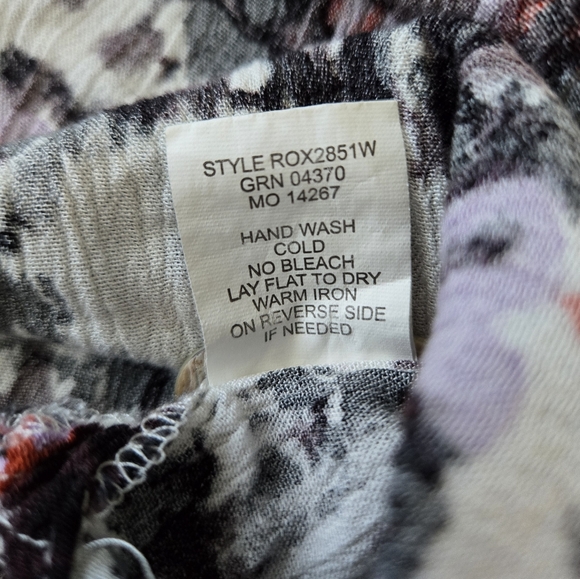 STYLE ROX2851W
GRN 04370
MO 14267
HAND WASH
COLD
NO BLEACH
LAY FLAT TO DRY
WARM IRON
ON REVERSE SIDE
IF NEEDED